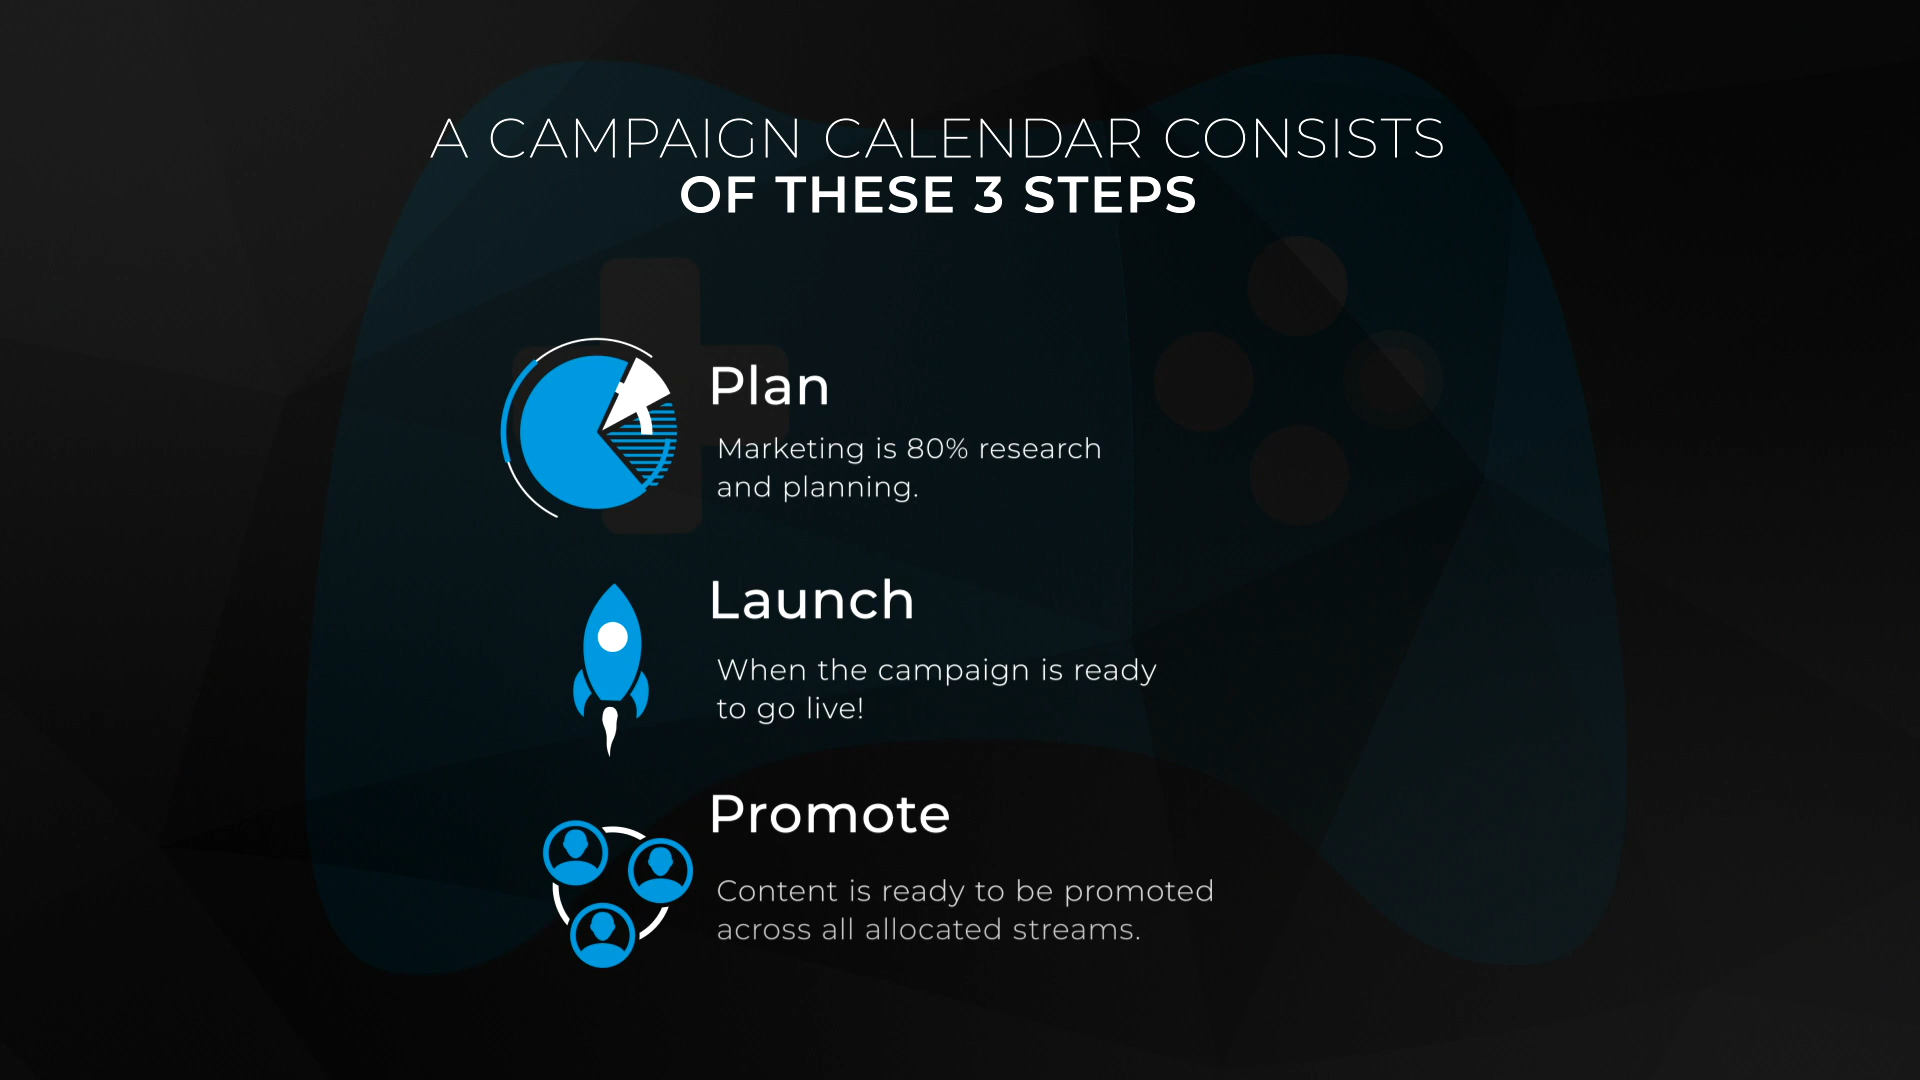 A CAMPAIGN CALENDAR CONSISTS
OF THESE 3 STEPS
Plan
Marketing is 80% research
and planning.
Launch
When the campaign is ready
to go live!
Promote
Content is ready to be promoted
across all allocated streams.